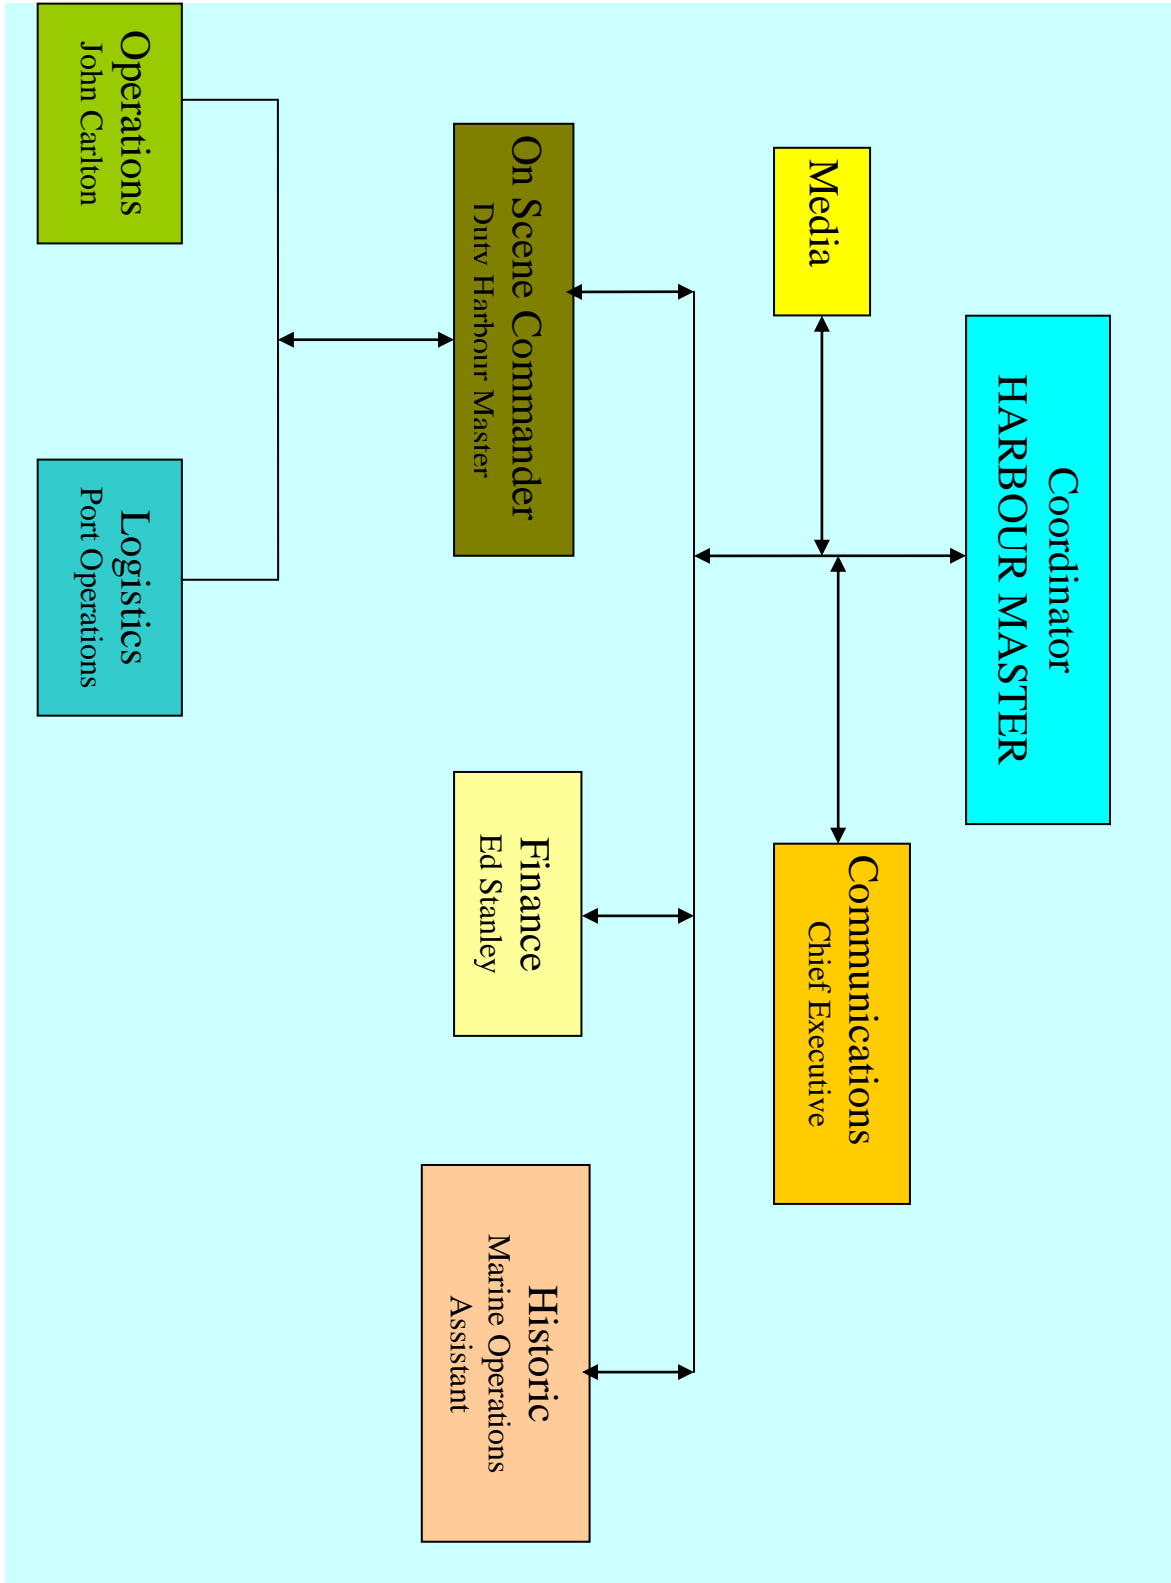 Coordinator
HARBOUR MASTER
Media
Communications
Chief Executive
On Scene Commander
Duty Harbour Master
Finance
Ed Stanley
Historic
Marine Operations
Assistant
Operations
John Carlton
Logistics
Port Operations